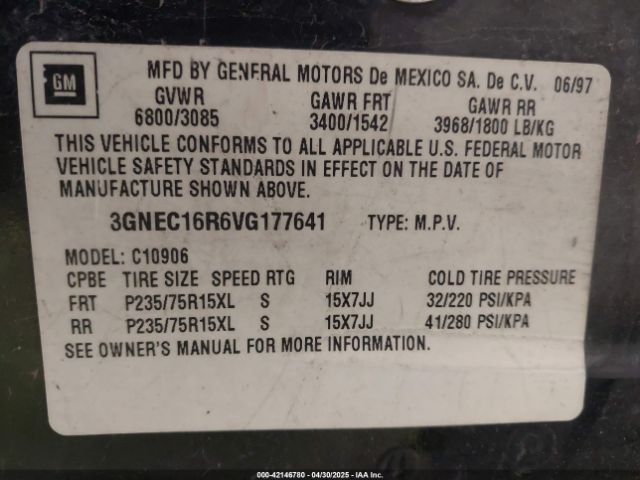 GM
MFD BY GENERAL MOTORS De MEXICO SA. De C.V. 06/97
GVWR GAWR FRT GAWR RR
6800/3085 3400/1542 3968/1800 LB/KG
THIS VEHICLE CONFORMS TO ALL APPLICABLE U.S. FEDERAL MOTOR
VEHICLE SAFETY STANDARDS IN EFFECT ON THE DATE OF
MANUFACTURE SHOWN ABOVE.
3GNEC16R6VG177641 TYPE: M.P.V.
MODEL: C10906
CPBE TIRE SIZE SPEED RTG RIM COLD TIRE PRESSURE
FRT P235/75R15XL S 15X7JJ 32/220 PSI/KPA
RR P235/75R15XL S 15X7JJ 41/280 PSI/KPA
SEE OWNER'S MANUAL FOR MORE INFORMATION.
000-42146780 - 04/30/2025 - IAAI.com